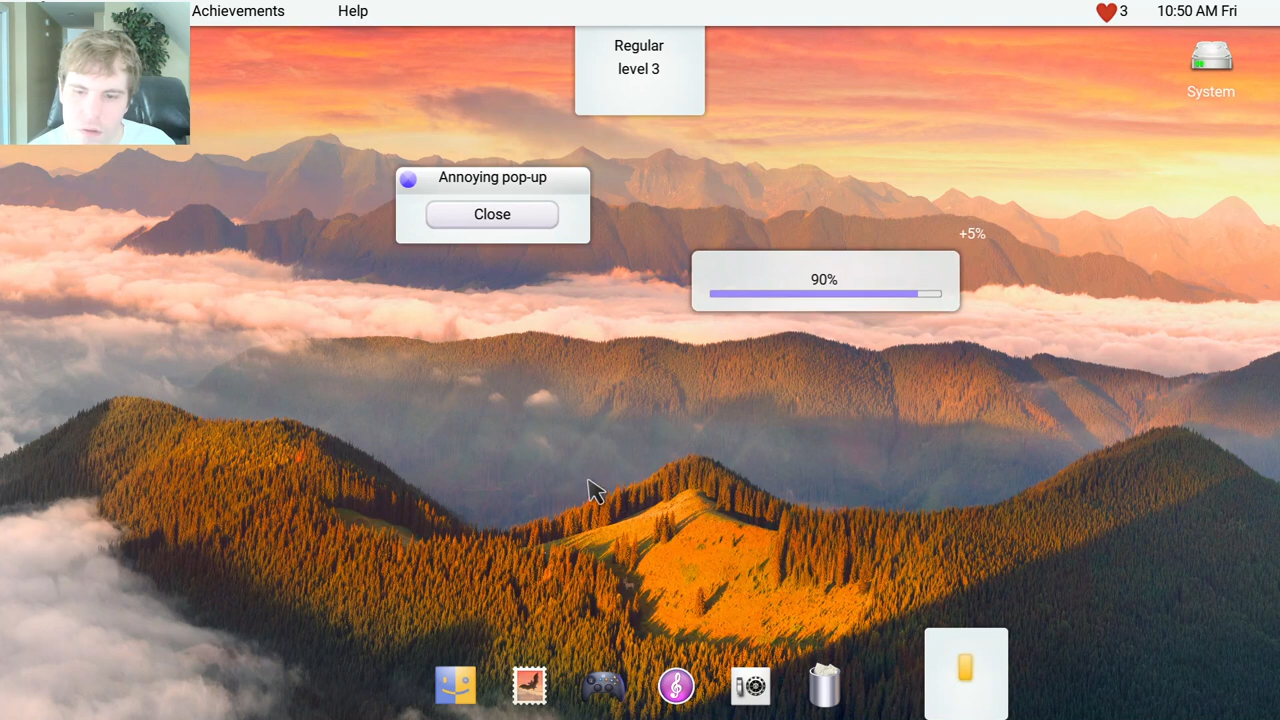 Achievements Help 3 10:50 AM Fri
Regular
level 3
System
Annoying pop-up
Close
+5%
90%